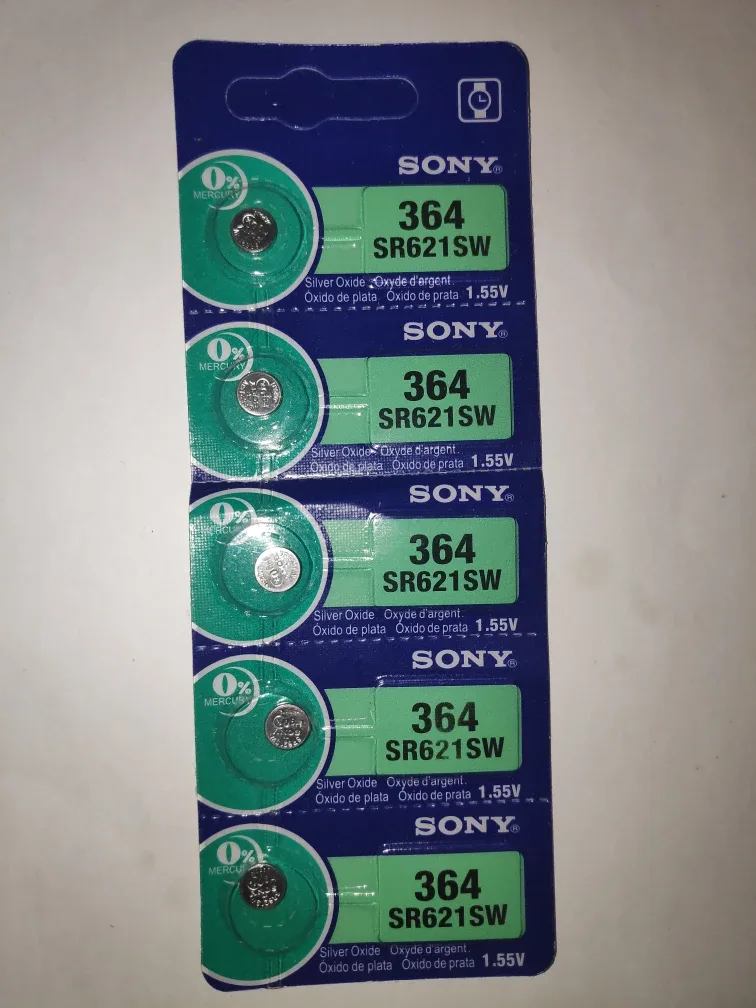 SONY®
0%
MERCURY
364
SR621SW
Silver Oxide Oxyde d'argent.
Óxido de plata Óxido de prata 1.55V
SONY®
0%
MERCURY
364
SR621SW
Silver Oxide Oxyde d'argent.
Óxido de plata Óxido de prata 1.55V
SONY®
0%
MERCURY
364
SR621SW
Silver Oxide Oxyde d'argent.
Óxido de plata Óxido de prata 1.55V
SONY®
0%
MERCURY
364
SR621SW
Silver Oxide Oxyde d'argent.
Óxido de plata Óxido de prata 1.55V
SONY®
0%
MERCU
364
SR621SW
Silver Oxide Oxyde d'argent.
Óxido de plata Óxido de prata 1.55V